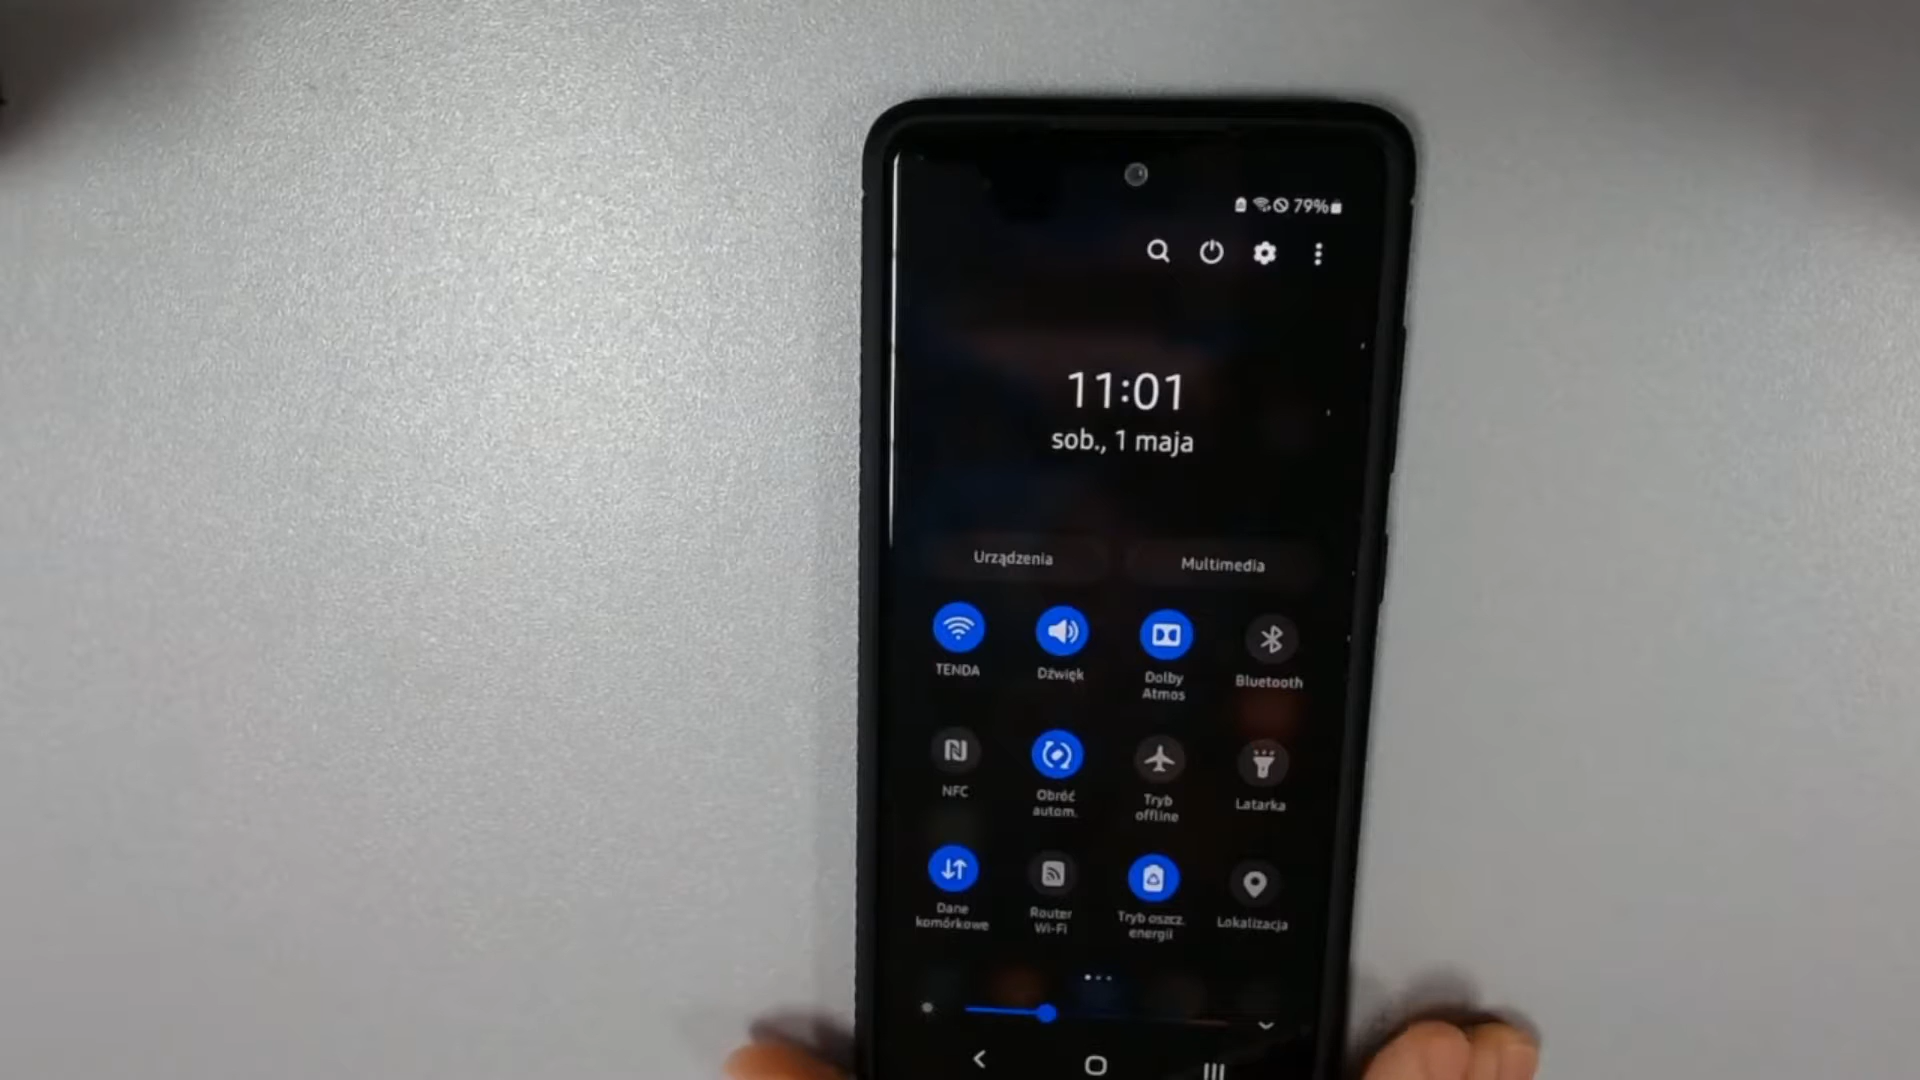 79%
11:01
sob., 1 maja
Urządzenia
Multimedia
TENDA
Dźwięk
Dolby
Atmos
Bluetooth
NFC
Obróć
autom.
Tryb
offline
Latarka
Dane
komórkowe
Router
Wi-Fi
Tryb oszcz.
energii
Lokalizacja